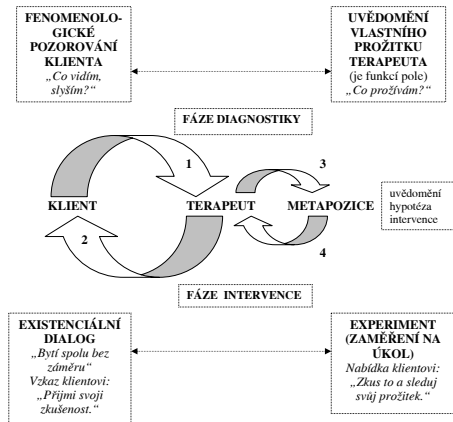 FENOMENOLO-
GICKÉ
POZOROVÁNÍ
KLIENTA
„Co vidím,
slyším?“
UVĚDOMĚNÍ
VLASTNÍHO
PROŽITKU
TERAPEUTA
(je funkcí pole)
„Co prožívám?“
FÁZE DIAGNOSTIKY
1
3
KLIENT
TERAPEUT
METAPOZICE
uvědomění
hypotéza
intervence
2
4
FÁZE INTERVENCE
EXISTENCIÁLNÍ
DIALOG
„Bytí spolu bez
záměru“
Vzkaz klientovi:
„Přijmi svoji
zkušenost.“
EXPERIMENT
(ZAMĚŘENÍ NA
ÚKOL)
Nabídka klientovi:
„Zkus to a sleduj
svůj prožitek.“